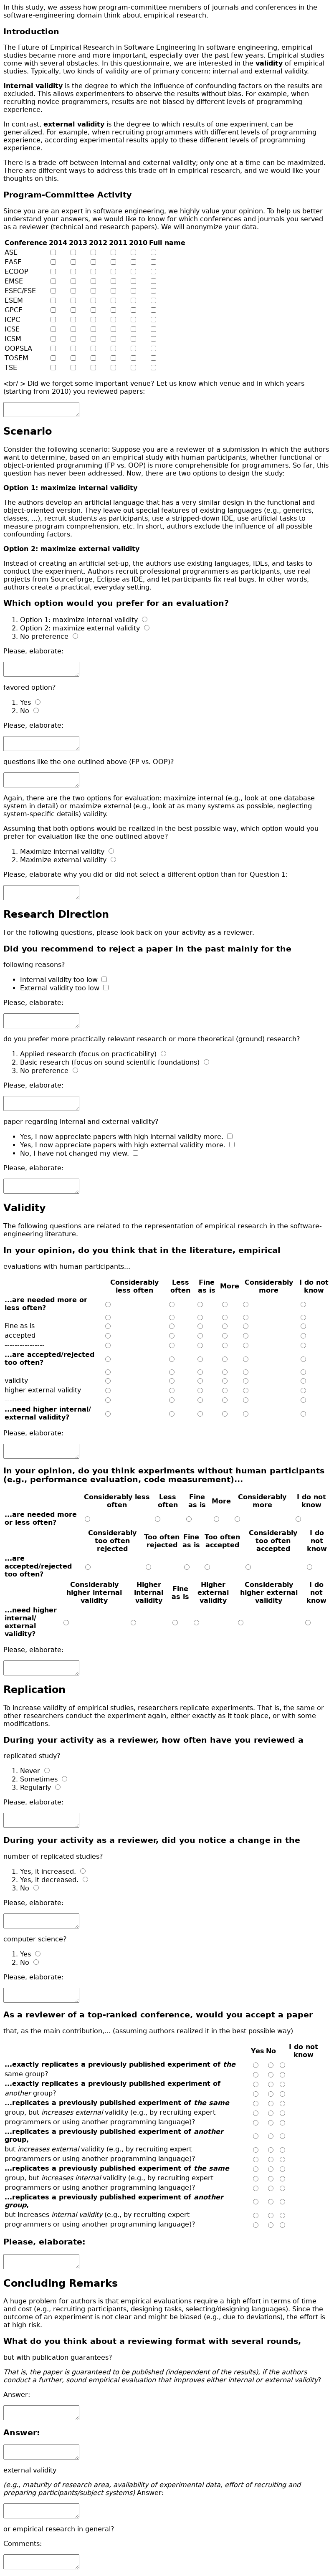 In this study, we assess how program-committee members of journals and conferences in the
software-engineering domain think about empirical research.
Introduction
The Future of Empirical Research in Software Engineering In software engineering, empirical
studies became more and more important, especially over the past few years. Empirical studies
come with several obstacles. In this questionnaire, we are interested in the validity of empirical
studies. Typically, two kinds of validity are of primary concern: internal and external validity.
Internal validity is the degree to which the influence of confounding factors on the results are
excluded. This allows experimenters to observe the results without bias. For example, when
recruiting novice programmers, results are not biased by different levels of programming
experience.
In contrast, external validity is the degree to which results of one experiment can be
generalized. For example, when recruiting programmers with different levels of programming
experience, according experimental results apply to these different levels of programming
experience.
There is a trade-off between internal and external validity; only one at a time can be maximized.
There are different ways to address this trade off in empirical research, and we would like your
thoughts on this.
Program-Committee Activity
Since you are an expert in software engineering, we highly value your opinion. To help us better
understand your answers, we would like to know for which conferences and journals you served
as a reviewer (technical and research papers). We will anonymize your data.
Conference 2014 2013 2012 2011 2010 Full name
ASE
EASE
ECOOP
EMSE
ESEC/FSE
ESEM
GPCE
ICPC
ICSE
ICSM
OOPSLA
TOSEM
TSE
<br/ > Did we forget some important venue? Let us know which venue and in which years
(starting from 2010) you reviewed papers:
Scenario
Consider the following scenario: Suppose you are a reviewer of a submission in which the authors
want to determine, based on an empirical study with human participants, whether functional or
object-oriented programming (FP vs. OOP) is more comprehensible for programmers. So far, this
question has never been addressed. Now, there are two options to design the study:
Option 1: maximize internal validity
The authors develop an artificial language that has a very similar design in the functional and
object-oriented version. They leave out special features of existing languages (e.g., generics,
classes, ...), recruit students as participants, use a stripped-down IDE, use artificial tasks to
measure program comprehension, etc. In short, authors exclude the influence of all possible
confounding factors.
Option 2: maximize external validity
Instead of creating an artificial set-up, the authors use existing languages, IDEs, and tasks to
conduct the experiment. Authors recruit professional programmers as participants, use real
projects from SourceForge, Eclipse as IDE, and let participants fix real bugs. In other words,
authors create a practical, everyday setting.
Which option would you prefer for an evaluation?
1. Option 1: maximize internal validity
2. Option 2: maximize external validity
3. No preference
Please, elaborate:
favored option?
1. Yes
2. No
Please, elaborate:
questions like the one outlined above (FP vs. OOP)?
Again, there are the two options for evaluation: maximize internal (e.g., look at one database
system in detail) or maximize external (e.g., look at as many systems as possible, neglecting
system-specific details) validity.
Assuming that both options would be realized in the best possible way, which option would you
prefer for evaluation like the one outlined above?
1. Maximize internal validity
2. Maximize external validity
Please, elaborate why you did or did not select a different option than for Question 1:
Research Direction
For the following questions, please look back on your activity as a reviewer.
Did you recommend to reject a paper in the past mainly for the
following reasons?
• Internal validity too low
• External validity too low
Please, elaborate:
do you prefer more practically relevant research or more theoretical (ground) research?
1. Applied research (focus on practicability)
2. Basic research (focus on sound scientific foundations)
3. No preference
Please, elaborate:
paper regarding internal and external validity?
• Yes, I now appreciate papers with high internal validity more.
• Yes, I now appreciate papers with high external validity more.
• No, I have not changed my view.
Please, elaborate:
Validity
The following questions are related to the representation of empirical research in the software-
engineering literature.
In your opinion, do you think that in the literature, empirical
evaluations with human participants...
Considerably less often Less often Fine as is More Considerably more I do not know
...are needed more or less often?
Fine as is
accepted
----------------
...are accepted/rejected too often?
validity
higher external validity
----------------
...need higher internal/ external validity?
Please, elaborate:
In your opinion, do you think experiments without human participants
(e.g., performance evaluation, code measurement)...
Considerably less often Less often Fine as is More Considerably more I do not know
...are needed more or less often?
Considerably too often rejected Too often rejected Fine as is Too often accepted Considerably too often accepted I do not know
...are accepted/rejected too often?
Considerably higher internal validity Higher internal validity Fine as is Higher external validity Considerably higher external validity I do not know
...need higher internal/ external validity?
Please, elaborate:
Replication
To increase validity of empirical studies, researchers replicate experiments. That is, the same or
other researchers conduct the experiment again, either exactly as it took place, or with some
modifications.
During your activity as a reviewer, how often have you reviewed a
replicated study?
1. Never
2. Sometimes
3. Regularly
Please, elaborate:
During your activity as a reviewer, did you notice a change in the
number of replicated studies?
1. Yes, it increased.
2. Yes, it decreased.
3. No
Please, elaborate:
computer science?
1. Yes
2. No
Please, elaborate:
As a reviewer of a top-ranked conference, would you accept a paper
that, as the main contribution,... (assuming authors realized it in the best possible way)
Yes No I do not know
...exactly replicates a previously published experiment of the
same group?
...exactly replicates a previously published experiment of
another group?
...replicates a previously published experiment of the same
group, but increases external validity (e.g., by recruiting expert
programmers or using another programming language)?
...replicates a previously published experiment of another
group,
but increases external validity (e.g., by recruiting expert
programmers or using another programming language)?
...replicates a previously published experiment of the same
group, but increases internal validity (e.g., by recruiting expert
programmers or using another programming language)?
...replicates a previously published experiment of another
group,
but increases internal validity (e.g., by recruiting expert
programmers or using another programming language)?
Please, elaborate:
Concluding Remarks
A huge problem for authors is that empirical evaluations require a high effort in terms of time
and cost (e.g., recruiting participants, designing tasks, selecting/designing languages). Since the
outcome of an experiment is not clear and might be biased (e.g., due to deviations), the effort is
at high risk.
What do you think about a reviewing format with several rounds,
but with publication guarantees?
That is, the paper is guaranteed to be published (independent of the results), if the authors
conduct a further, sound empirical evaluation that improves either internal or external validity?
Answer:
Answer:
external validity
(e.g., maturity of research area, availability of experimental data, effort of recruiting and
preparing participants/subject systems) Answer:
or empirical research in general?
Comments: